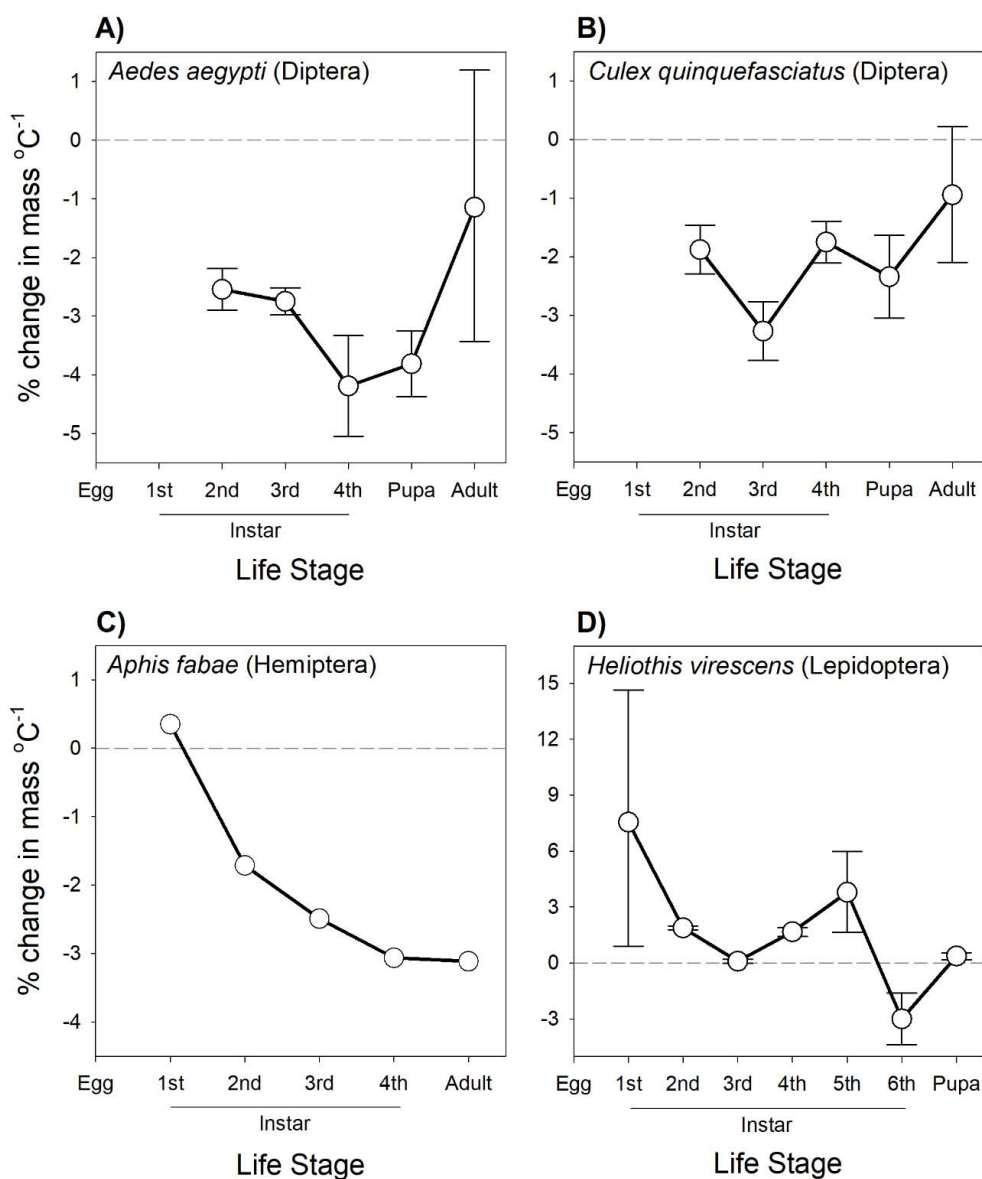 A)
Aedes aegypti (Diptera)
% change in mass °C-1
1
0
-1
-2
-3
-4
-5
Egg 1st 2nd 3rd 4th Pupa Adult
Instar
Life Stage
B)
Culex quinquefasciatus (Diptera)
1
0
-1
-2
-3
-4
-5
Egg 1st 2nd 3rd 4th Pupa Adult
Instar
Life Stage
C)
Aphis fabae (Hemiptera)
% change in mass °C-1
1
0
-1
-2
-3
-4
Egg 1st 2nd 3rd 4th Adult
Instar
Life Stage
D)
Heliothis virescens (Lepidoptera)
15
12
9
6
3
0
-3
Egg 1st 2nd 3rd 4th 5th 6th Pupa
Instar
Life Stage